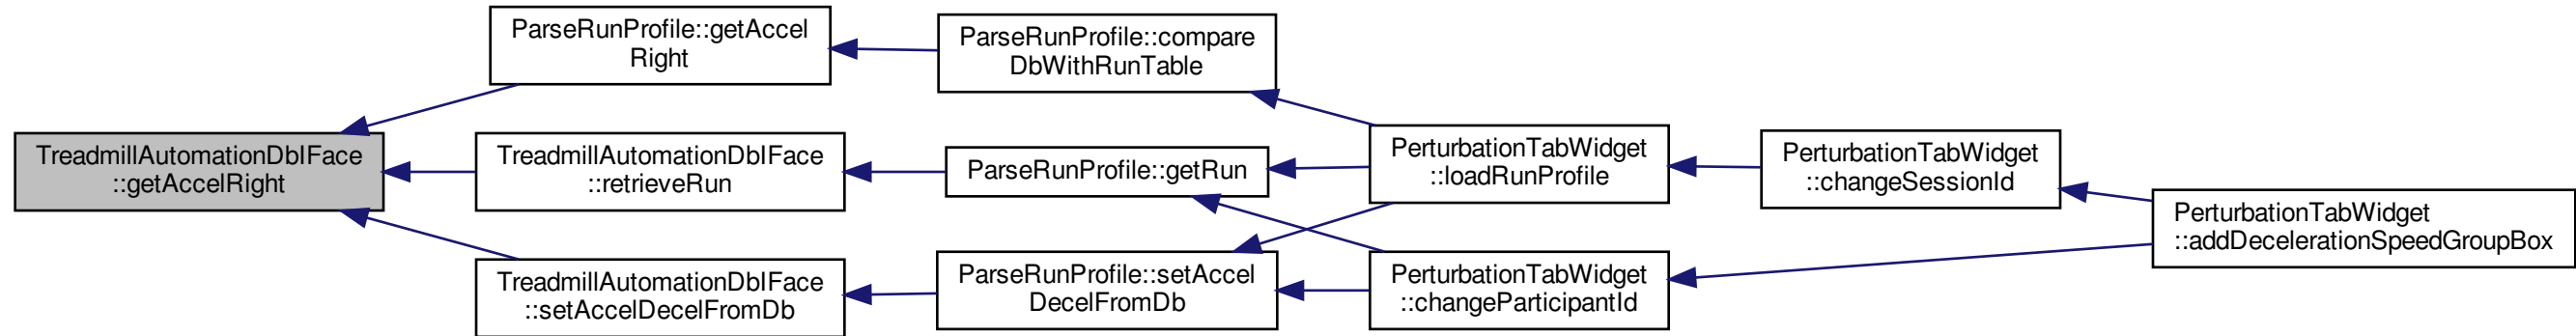 TreadmillAutomationDbIFace
::getAccelRight
ParseRunProfile::getAccel
Right
TreadmillAutomationDbIFace
::retrieveRun
TreadmillAutomationDbIFace
::setAccelDecelFromDb
ParseRunProfile::compare
DbWithRunTable
ParseRunProfile::getRun
ParseRunProfile::setAccel
DecelFromDb
PerturbationTabWidget
::loadRunProfile
PerturbationTabWidget
::changeParticipantId
PerturbationTabWidget
::changeSessionId
PerturbationTabWidget
::addDecelerationSpeedGroupBox